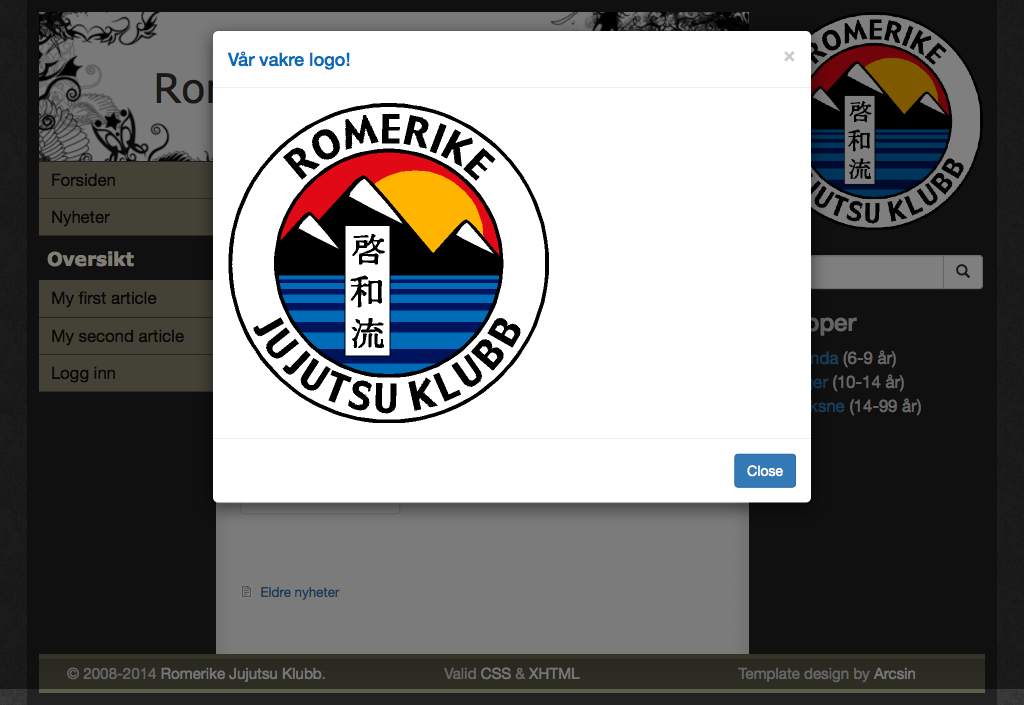 Ro
Vår vakre logo!
×
ROMERIKE
啓
和
流
JUJUTSU KLUBB
Close
ROMERIKE
啓
和
流
JUTSU KLUBB
Forsiden
Nyheter
Oversikt
My first article
My second article
Logg inn
pper
nda (6-9 år)
er (10-14 år)
ksne (14-99 år)
Eldre nyheter
© 2008-2014 Romerike Jujutsu Klubb.
Valid CSS & XHTML
Template design by Arcsin